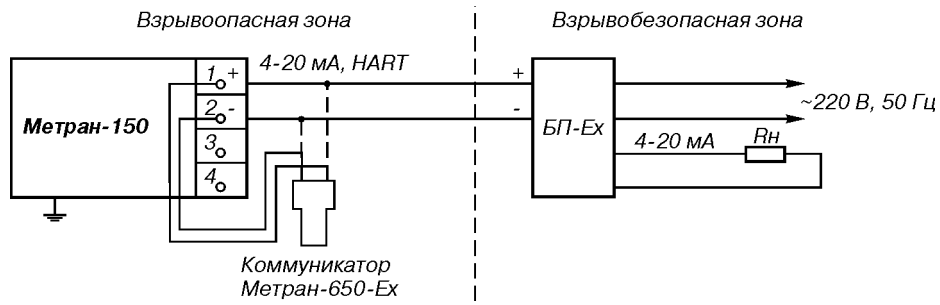 Взрывоопасная зона
Взрывобезопасная зона
1 +
4-20 мА, HART
+
2 -
-
~220 В, 50 Гц
Метран-150
БП-Ех
3
4-20 мА
Rн
4
Коммуникатор
Метран-650-Ех